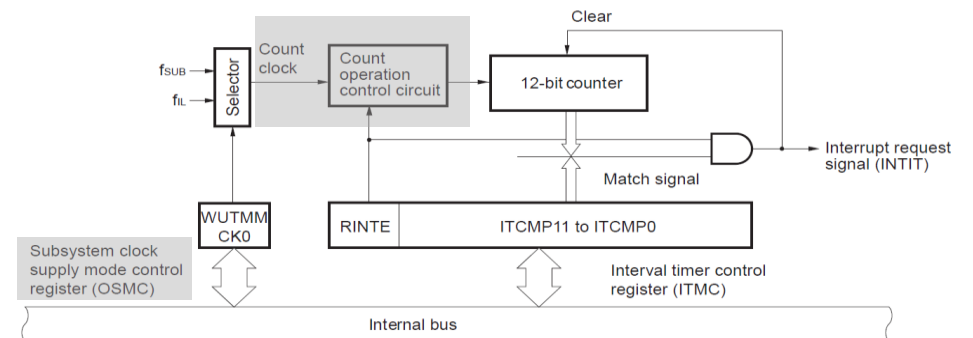 Clear
Count
clock
Count
operation
control circuit
fSUB
fIL
Selector
12-bit counter
Interrupt request
signal (INTIT)
Match signal
WUTMM
CK0
RINTE
ITCMP11 to ITCMP0
Subsystem clock
supply mode control
register (OSMC)
Interval timer control
register (ITMC)
Internal bus